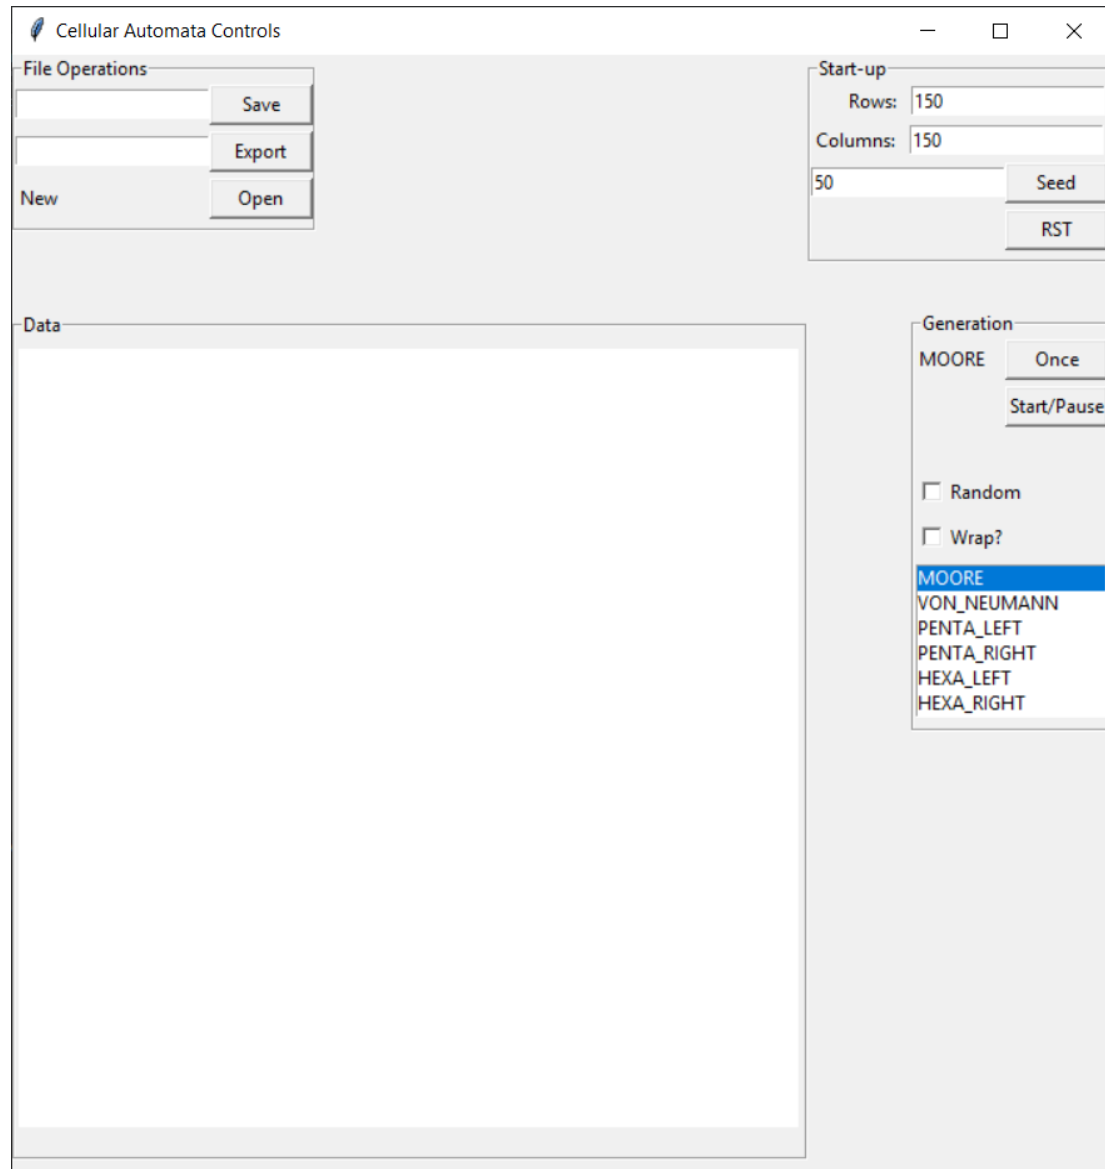 Cellular Automata Controls
File Operations
Save
Export
New Open
Start-up
Rows: 150
Columns: 150
50 Seed
RST
Data
Generation
MOORE Once
Start/Pause
Random
Wrap?
MOORE
VON_NEUMANN
PENTA_LEFT
PENTA_RIGHT
HEXA_LEFT
HEXA_RIGHT